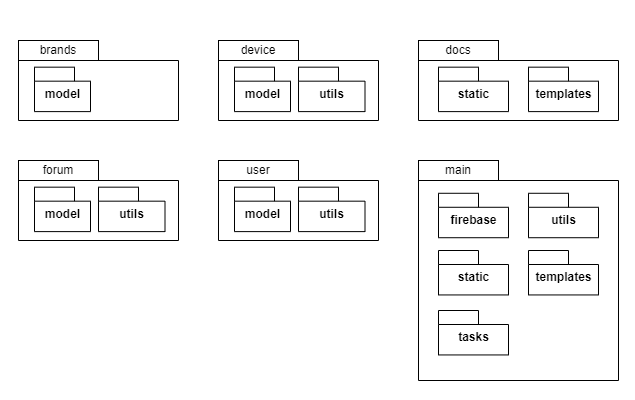 brands
model
device
model utils
docs
static templates
forum
model utils
user
model utils
main
firebase utils
static templates
tasks